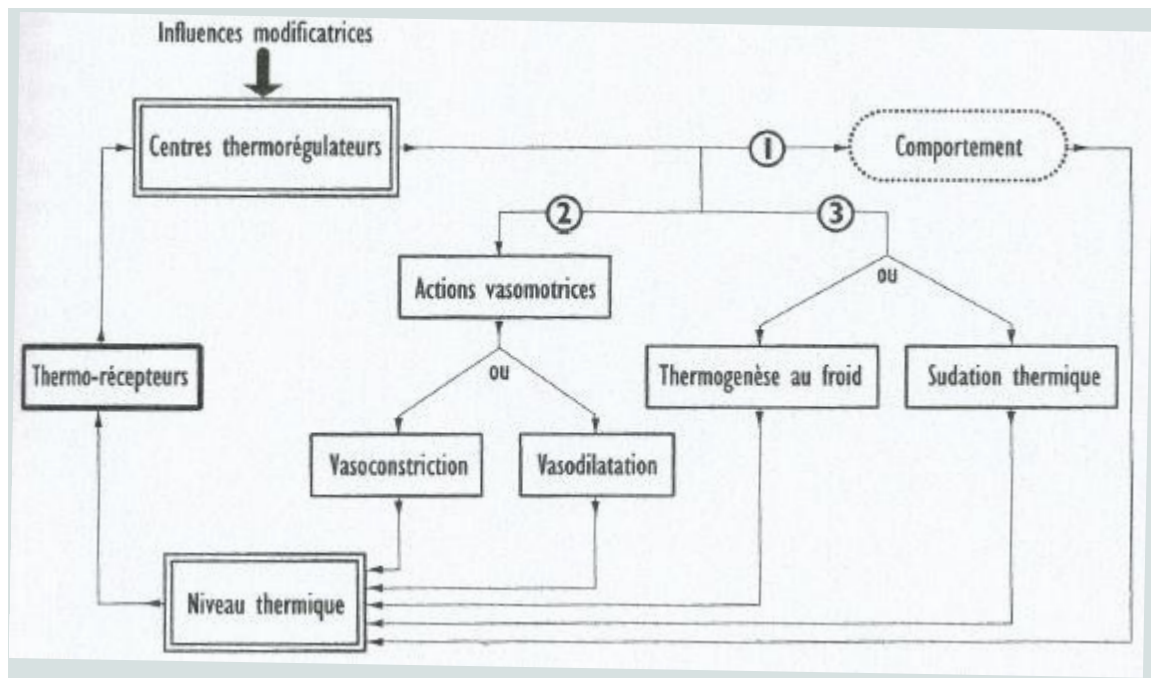 Influences modificatrices
Centres thermorégulateurs
1
Comportement
2
3
Actions vasomotrices
ou
Thermo-récepteurs
ou
Thermogenèse au froid
Sudation thermique
Vasoconstriction
Vasodilatation
Niveau thermique